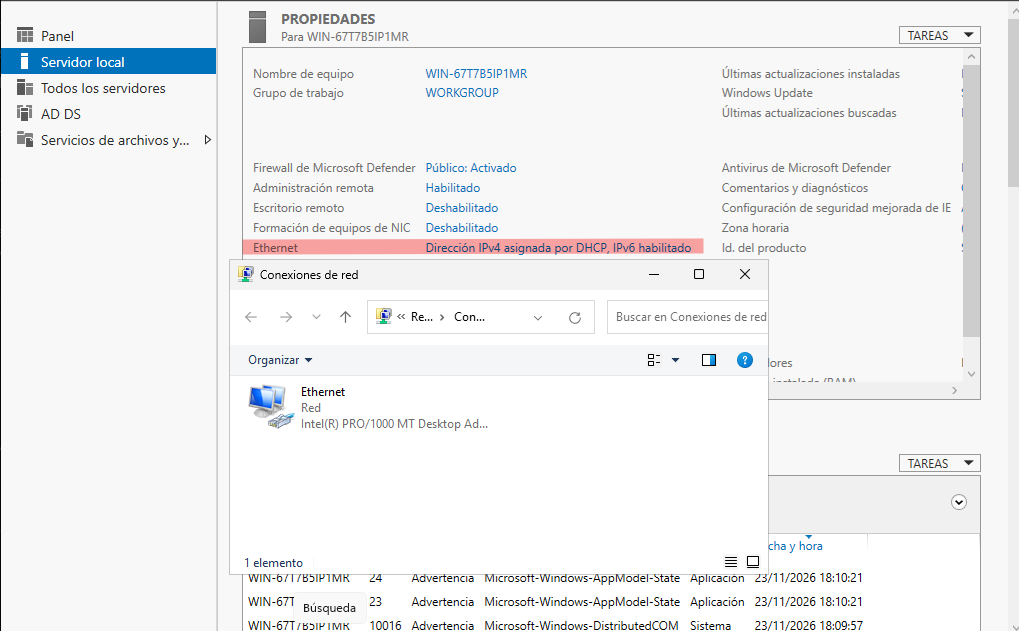 Panel
Servidor local
Todos los servidores
AD DS
Servicios de archivos y...
PROPIEDADES
Para WIN-67T7B5IP1MR
TAREAS
Nombre de equipo WIN-67T7B5IP1MR
Grupo de trabajo WORKGROUP
Últimas actualizaciones instaladas
Windows Update
Últimas actualizaciones buscadas
Firewall de Microsoft Defender Público: Activado
Administración remota Habilitado
Escritorio remoto Deshabilitado
Formación de equipos de NIC Deshabilitado
Ethernet Dirección IPv4 asignada por DHCP, IPv6 habilitado
Antivirus de Microsoft Defender
Comentarios y diagnósticos
Configuración de seguridad mejorada de IE
Zona horaria
Id. del producto
Conexiones de red
« Re... › Con...
Buscar en Conexiones de red
Organizar
Ethernet
Red
Intel(R) PRO/1000 MT Desktop Ad...
1 elemento
TAREAS
y hora
WIN-67T7B5IP1MR 24 Advertencia Microsoft-Windows-AppModel-State Aplicación 23/11/2026 18:10:21
WIN-67T 23 Advertencia Microsoft-Windows-AppModel-State Aplicación 23/11/2026 18:10:21
Búsqueda
WIN-67T7B5IP1MR 10016 Advertencia Microsoft-Windows-DistributedCOM Sistema 23/11/2026 18:09:57